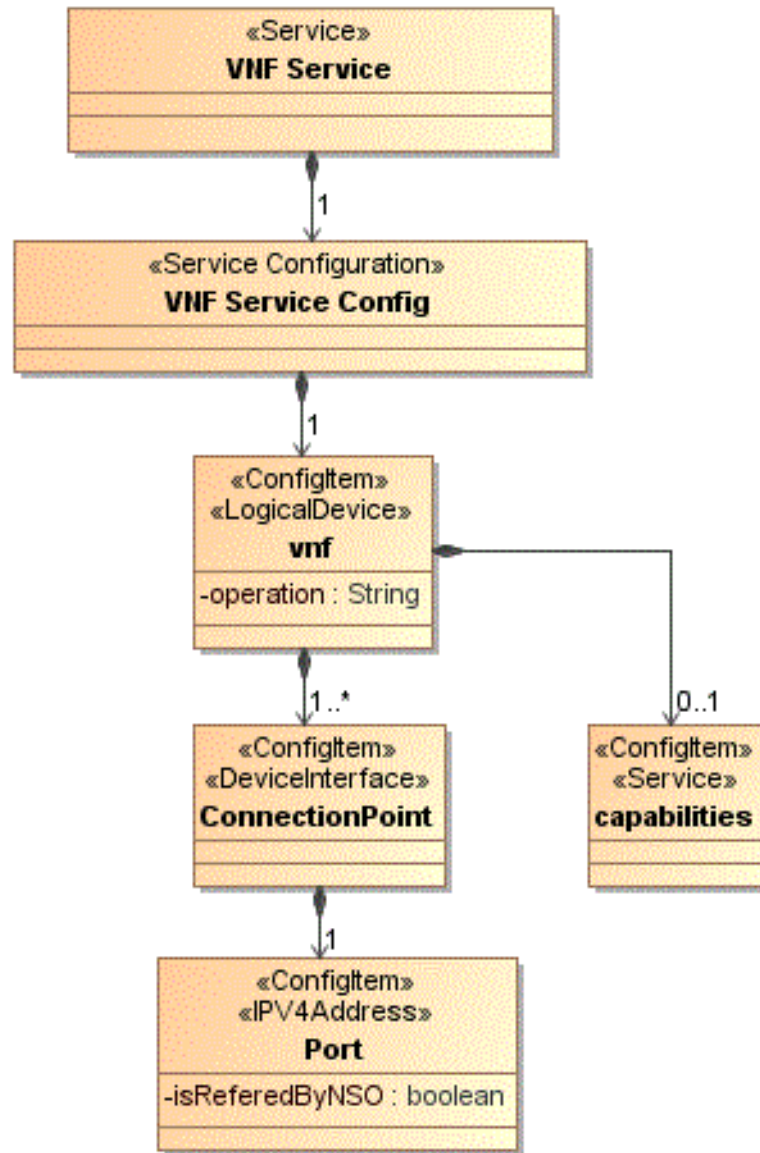 «Service»
VNF Service
1
«Service Configuration»
VNF Service Config
1
«ConfigItem»
«LogicalDevice»
vnf
-operation : String
1..*
0..1
«ConfigItem»
«DeviceInterface»
ConnectionPoint
«ConfigItem»
«Service»
capabilities
1
«ConfigItem»
«IPV4Address»
Port
-isReferedByNSO : boolean